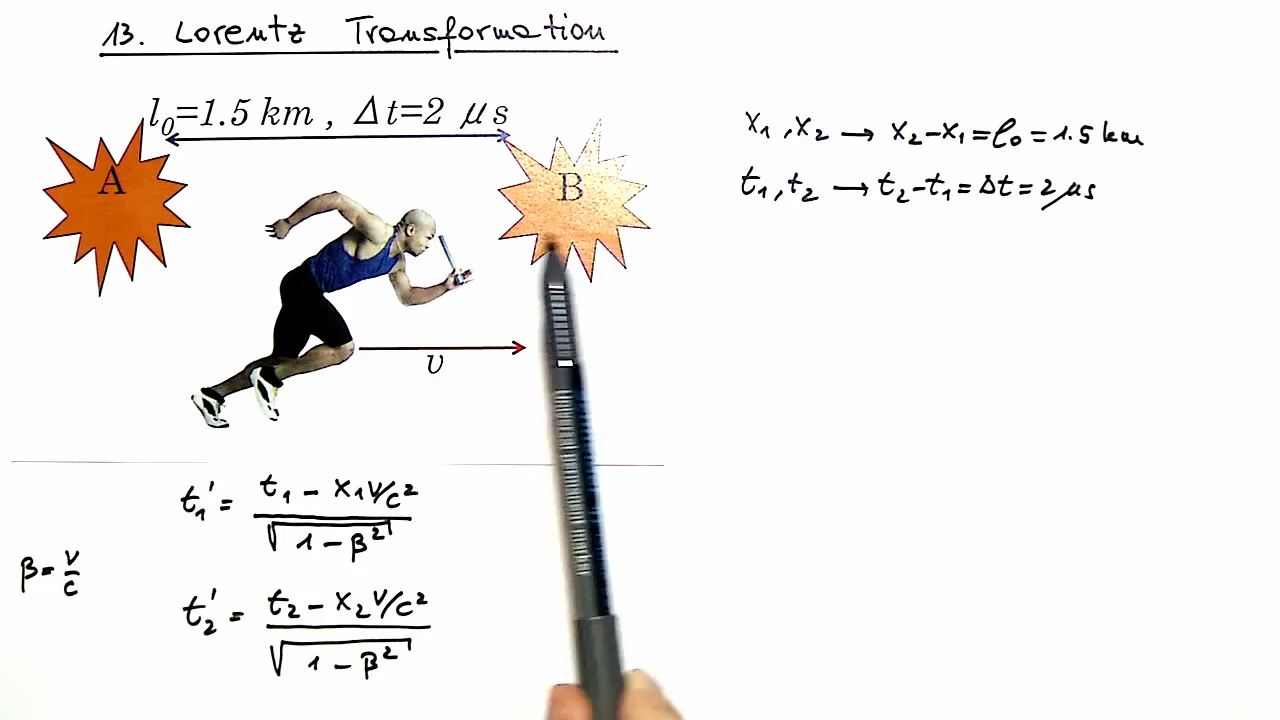 13. Lorentz Transformation
l₀=1.5 km , Δt=2 μs
A
B
υ
x₁ , x₂ → x₂-x₁ = l₀ = 1.5 km
t₁ , t₂ → t₂-t₁ = Δt = 2 μs
t₁' = (t₁ - x₁v/c²) / √(1 - β²)
β = v/c
t₂' = (t₂ - x₂v/c²) / √(1 - β²)